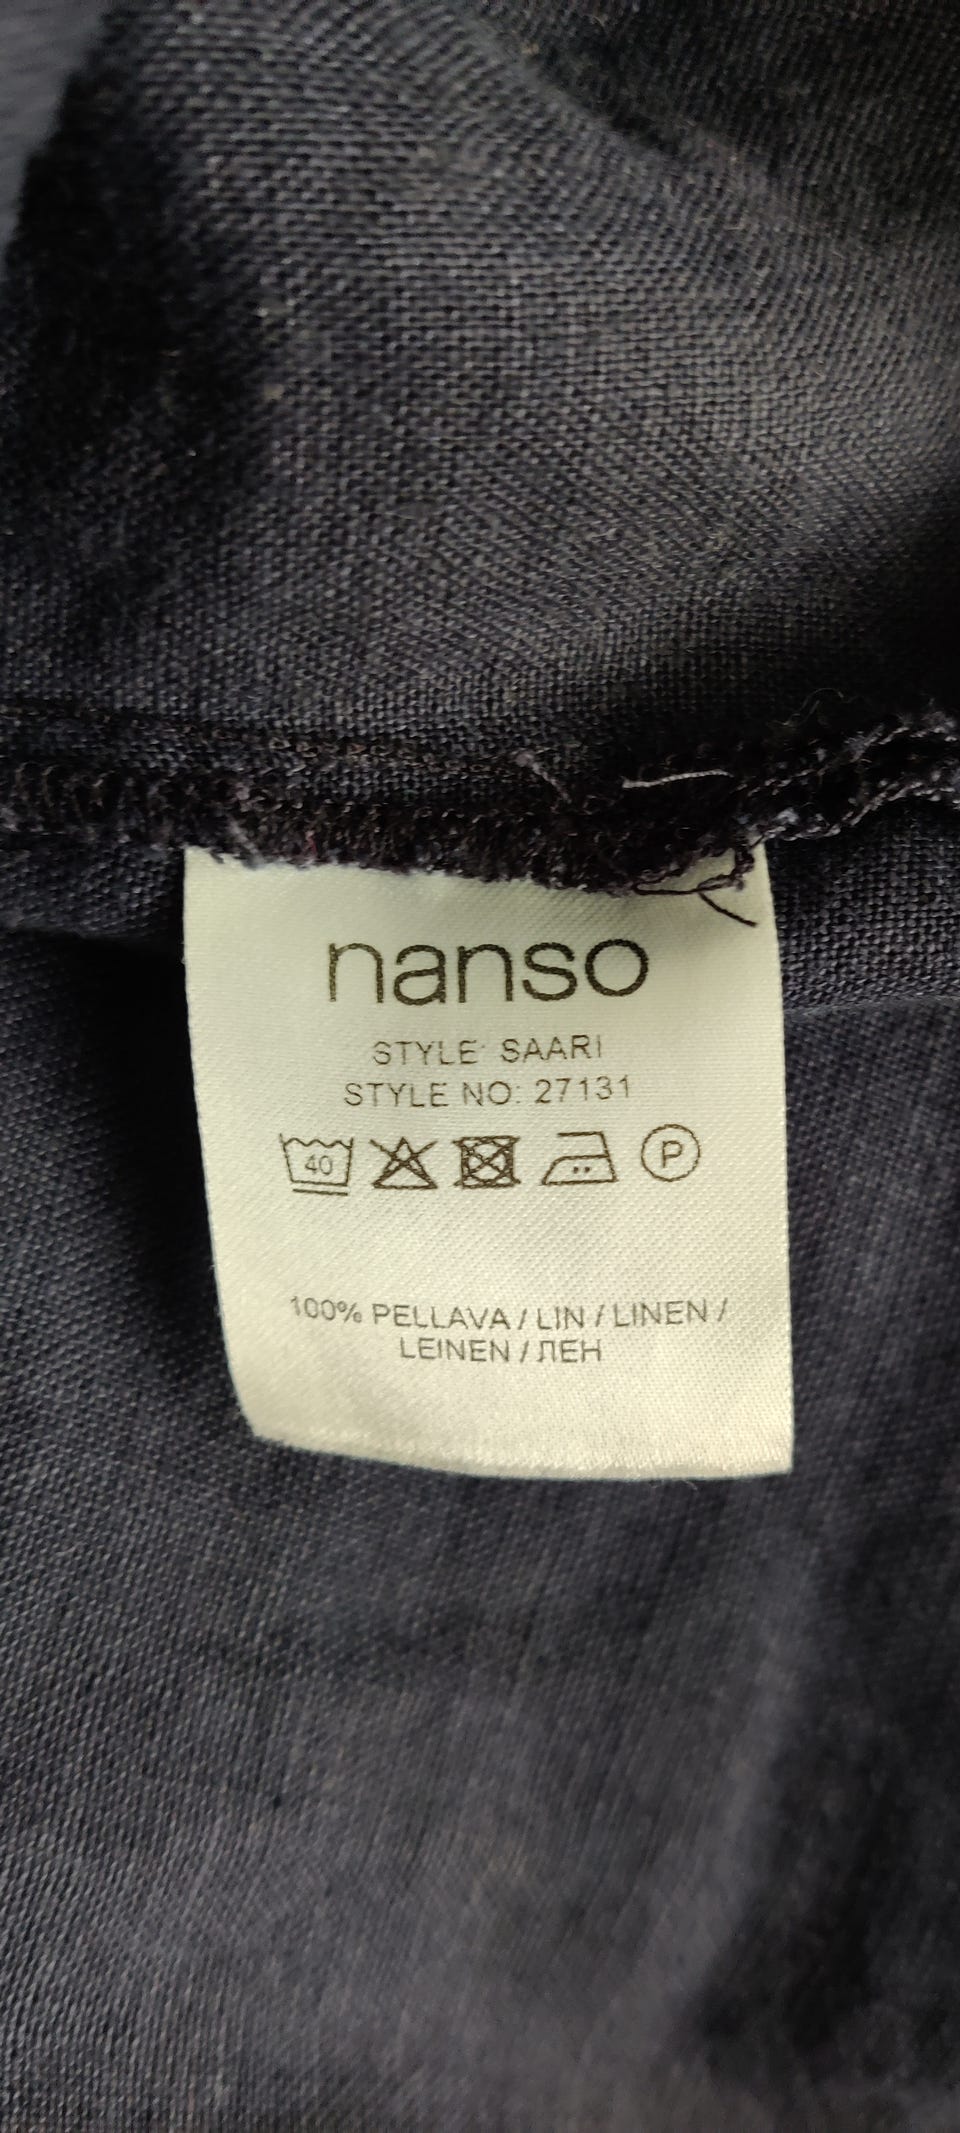 nanso
STYLE: SAARI
STYLE NO: 27131
40 P
100% PELLAVA / LIN / LINEN /
LEINEN / ЛЕН